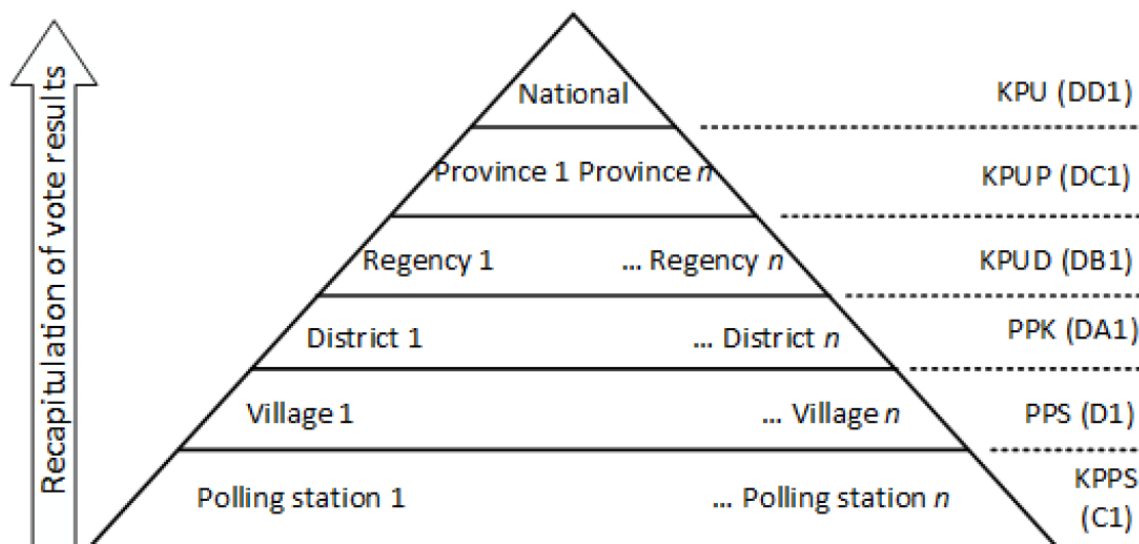 Recapitulation of vote results
National
KPU (DD1)
Province 1 Province n
KPUP (DC1)
Regency 1 ... Regency n
KPUD (DB1)
District 1 ... District n
PPK (DA1)
Village 1 ... Village n
PPS (D1)
Polling station 1 ... Polling station n
KPPS
(C1)